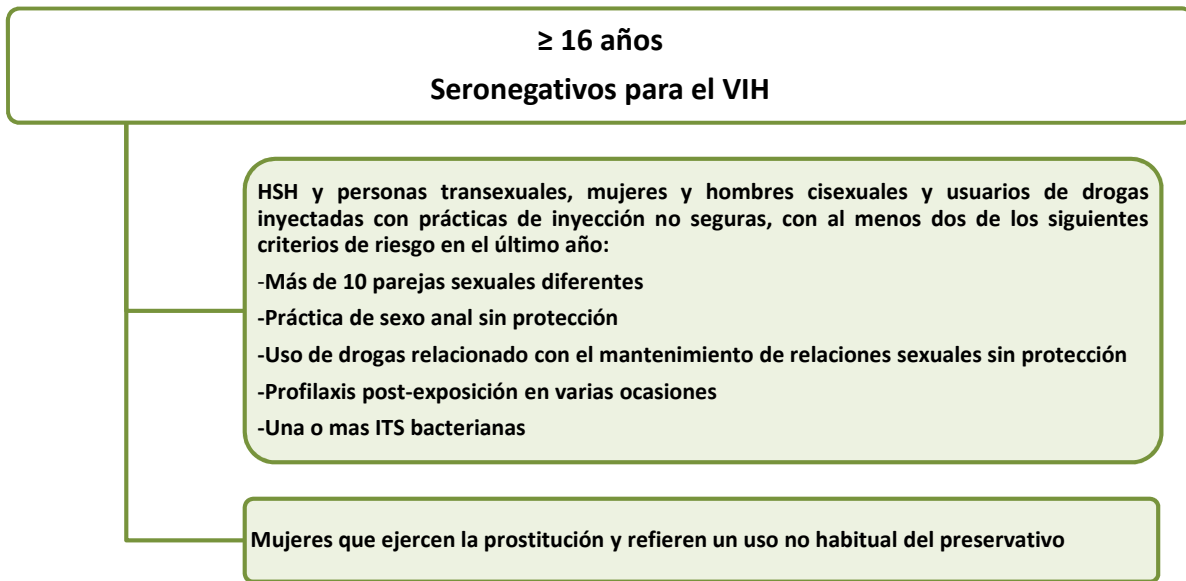 ≥ 16 años
Seronegativos para el VIH
HSH y personas transexuales, mujeres y hombres cisexuales y usuarios de drogas
inyectadas con prácticas de inyección no seguras, con al menos dos de los siguientes
criterios de riesgo en el último año:
-Más de 10 parejas sexuales diferentes
-Práctica de sexo anal sin protección
-Uso de drogas relacionado con el mantenimiento de relaciones sexuales sin protección
-Profilaxis post-exposición en varias ocasiones
-Una o mas ITS bacterianas
Mujeres que ejercen la prostitución y refieren un uso no habitual del preservativo